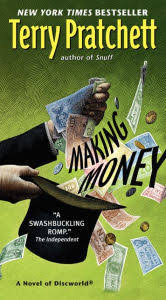 NEW YORK TIMES BESTSELLER
Terry Pratchett
author of Snuff
MAKING
MONEY
"A
SWASHBUCKLING
ROMP."
The Independent
A Novel of Discworld®